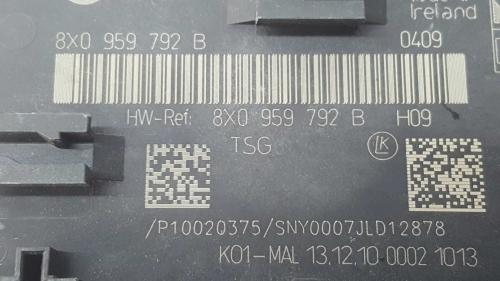 Ireland
8X0 959 792 B 0409
HW-Ref: 8X0 959 792 B H09
TSG LK
/P10020375/SNY0007JLD12878
K01-MAL 13.12.10 0002 1013